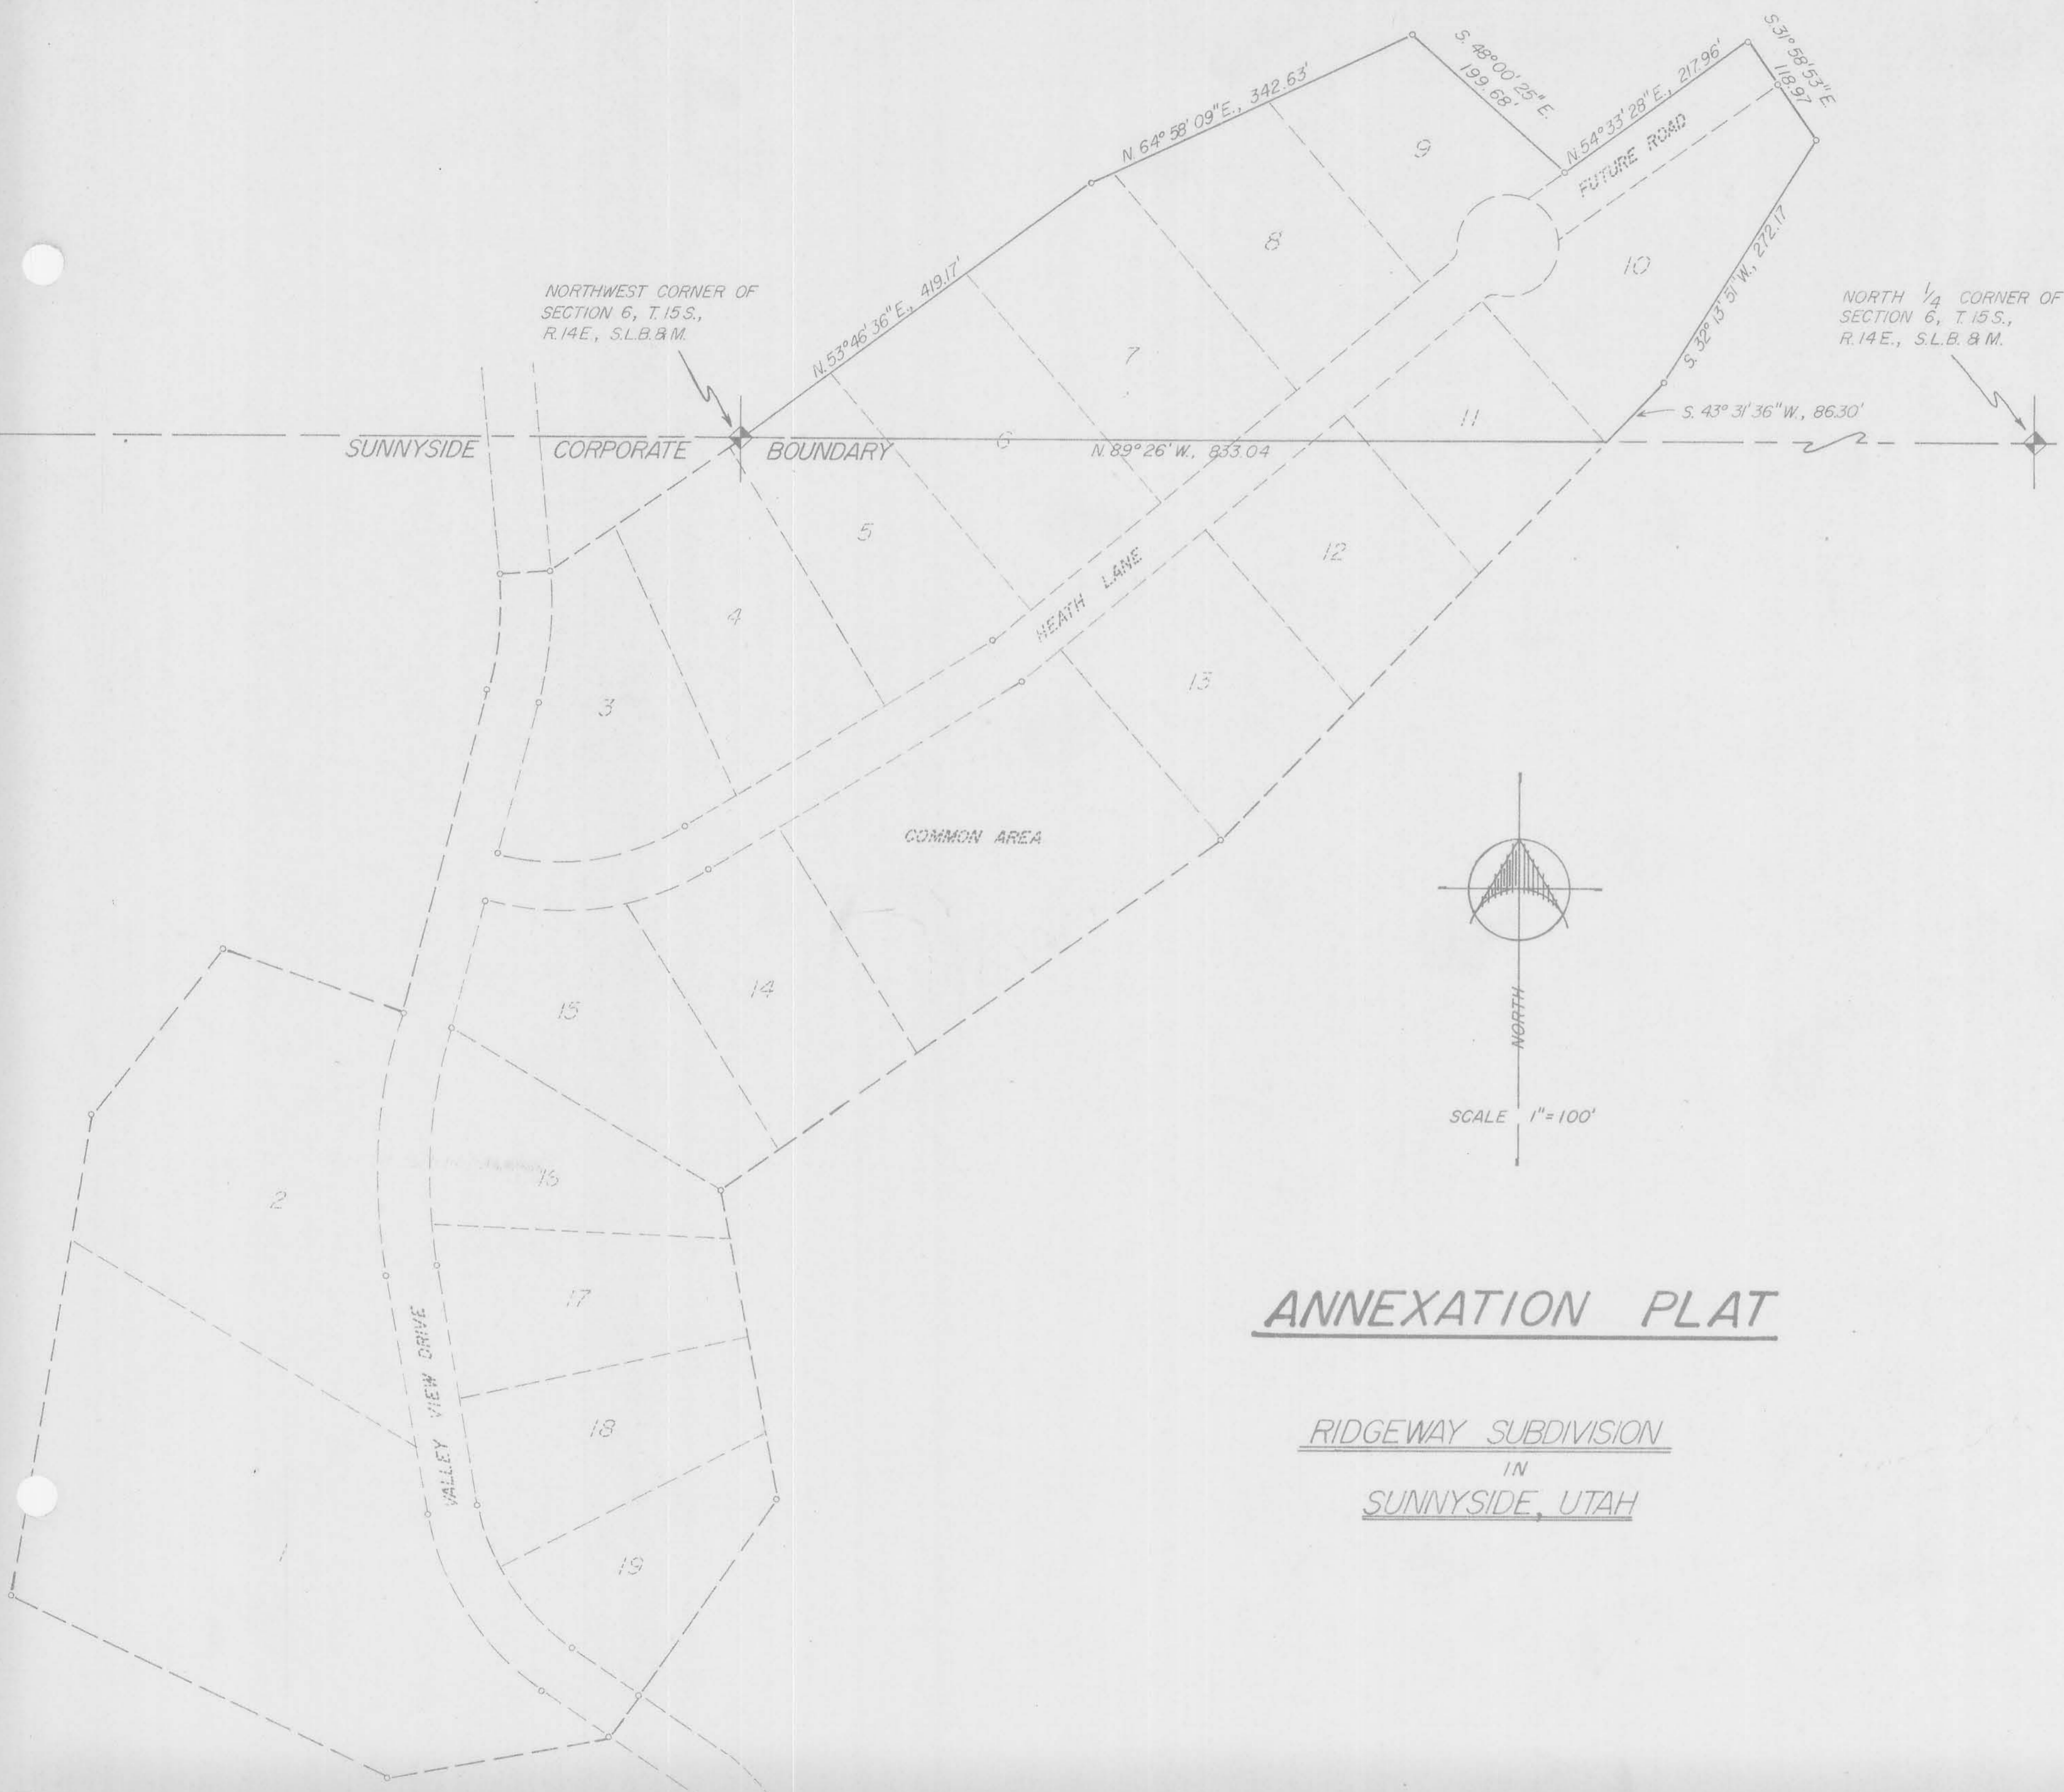 S. 31° 58' 53" E.
118.97
S. 48° 00' 25" E.
199.68'
N. 54° 33' 28" E., 217.96'
FUTURE ROAD
N. 64° 58' 09" E., 342.63'
9
8
10
N. 53° 46' 36" E., 419.17'
S. 32° 13' 51" W., 272.17
NORTHWEST CORNER OF
SECTION 6, T. 15 S.,
R. 14 E., S.L.B. & M.
NORTH 1/4 CORNER OF
SECTION 6, T. 15 S.,
R. 14 E., S.L.B. & M.
7
11
S. 43° 31' 36" W., 86.30'
6
SUNNYSIDE CORPORATE BOUNDARY
N. 89° 26' W., 833.04
5
12
HEATH LANE
4
13
3
COMMON AREA
14
15
NORTH
SCALE 1" = 100'
16
2
17
VALLEY VIEW DRIVE
18
1
19
ANNEXATION PLAT
RIDGEWAY SUBDIVISION
IN
SUNNYSIDE, UTAH